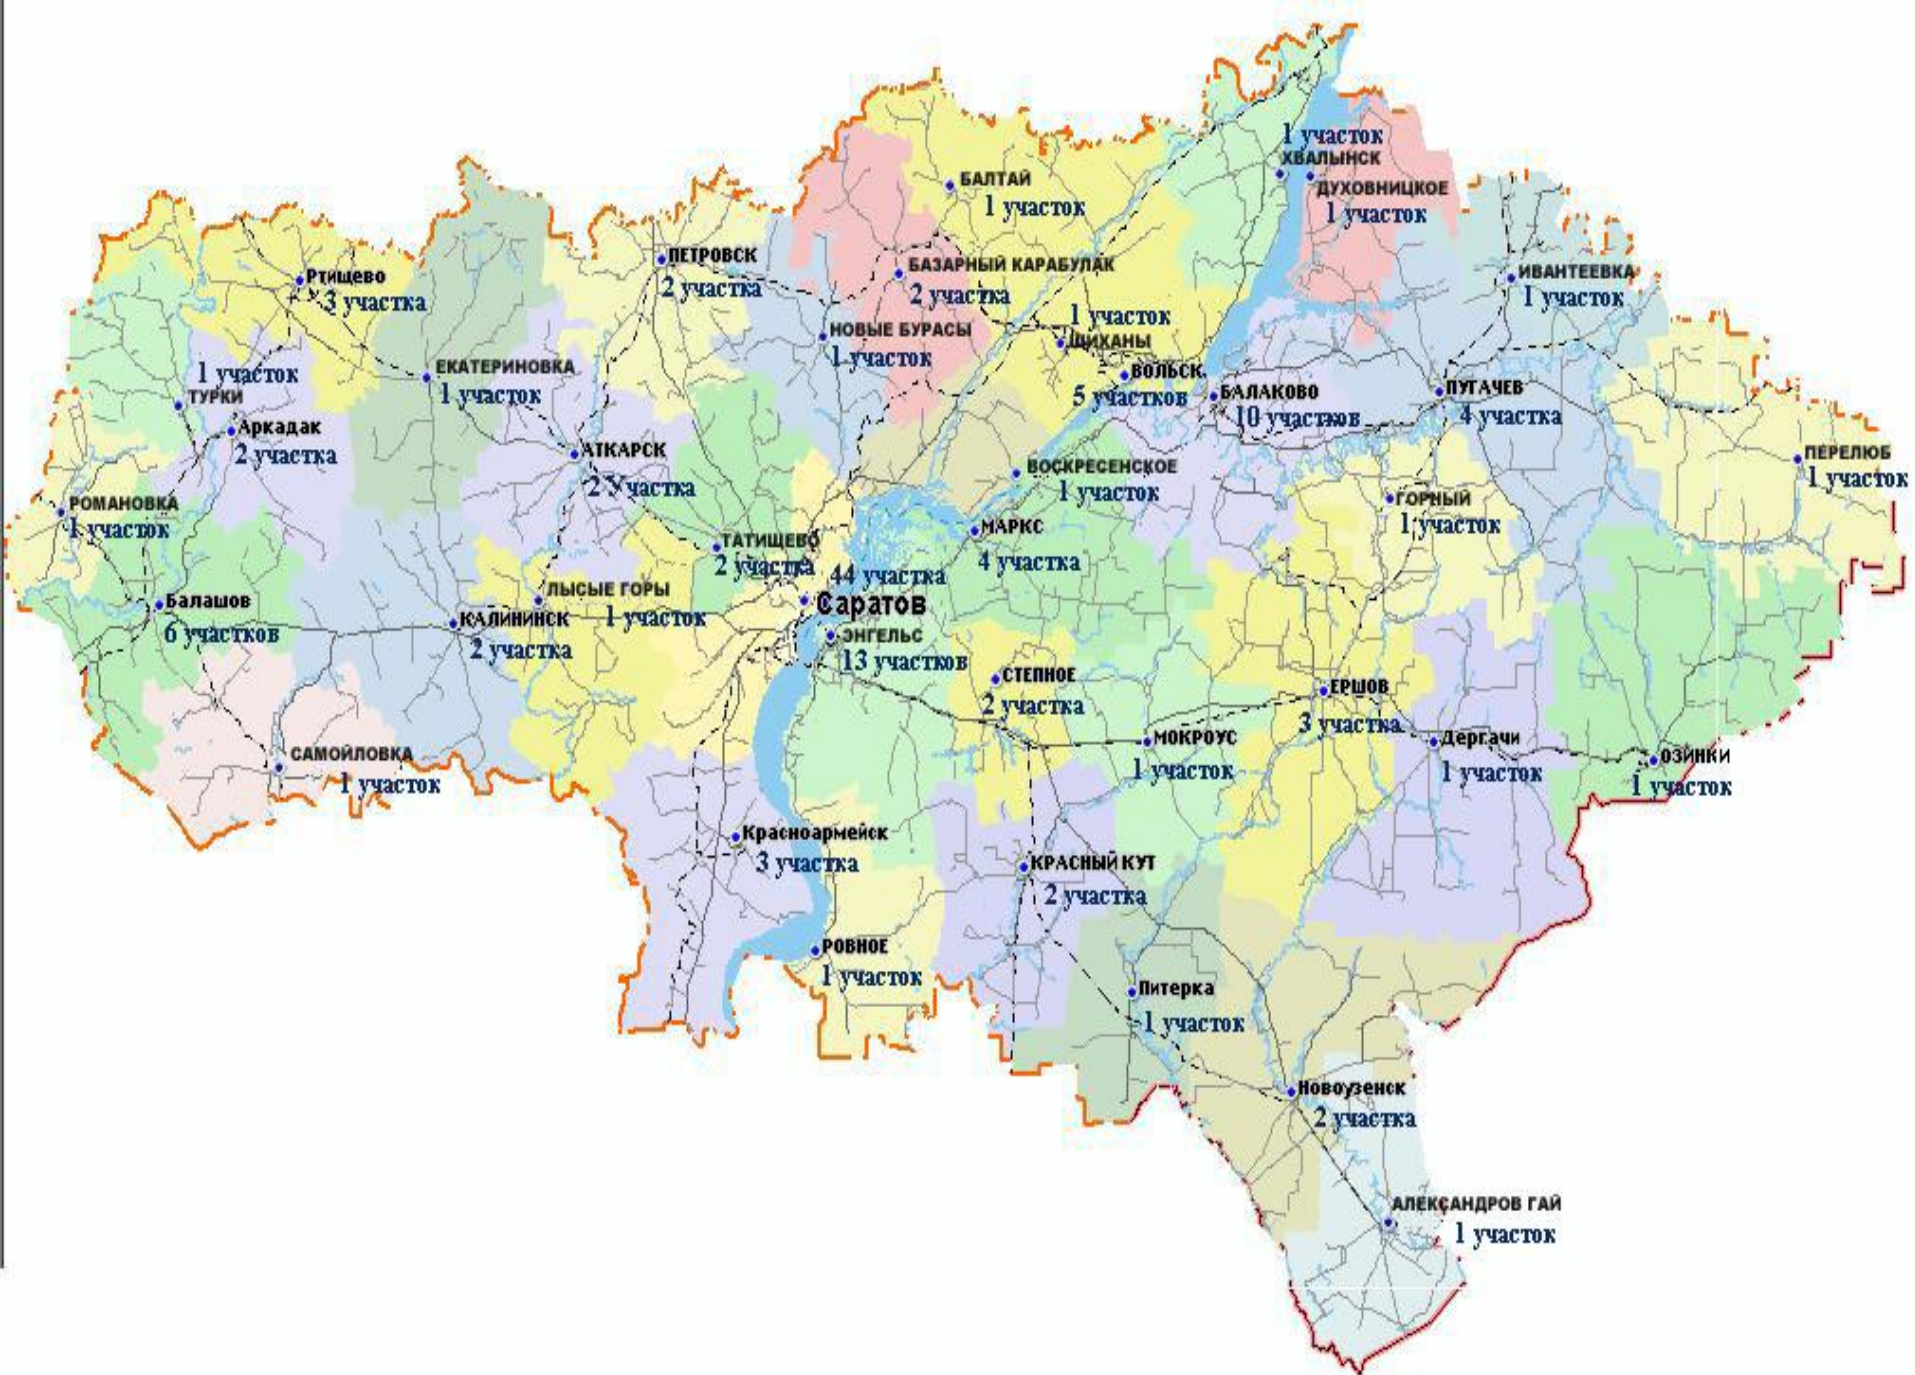 1 участок
ХВАЛЫНСК
ДУХОВНИЦКОЕ
1 участок
БАЛТАЙ
1 участок
ПЕТРОВСК
2 участка
БАЗАРНЫЙ КАРАБУЛАК
2 участка
ИВАНТЕЕВКА
1 участок
Ртищево
3 участка
НОВЫЕ БУРАСЫ
1 участок
1 участок
ШИХАНЫ
ВОЛЬСК
5 участков
БАЛАКОВО
10 участков
ПУГАЧЕВ
4 участка
1 участок
ТУРКИ
Аркадак
2 участка
ЕКАТЕРИНОВКА
1 участок
АТКАРСК
2 Участка
ВОСКРЕСЕНСКОЕ
1 участок
ГОРНЫЙ
1 участок
ПЕРЕЛЮБ
1 участок
РОМАНОВКА
1 участок
ТАТИЩЕВО
2 участка
МАРКС
4 участка
44 участка
Саратов
Балашов
6 участков
КАЛИНИНСК
2 участка
ЛЫСЫЕ ГОРЫ
1 участок
ЭНГЕЛЬС
13 участков
СТЕПНОЕ
2 участка
ЕРШОВ
3 участка
МОКРОУС
1 участок
Дергачи
1 участок
ОЗИНКИ
1 участок
САМОЙЛОВКА
1 участок
Красноармейск
3 участка
КРАСНЫЙ КУТ
2 участка
РОВНОЕ
1 участок
Питерка
1 участок
Новоузенск
2 участка
АЛЕКСАНДРОВ ГАЙ
1 участок